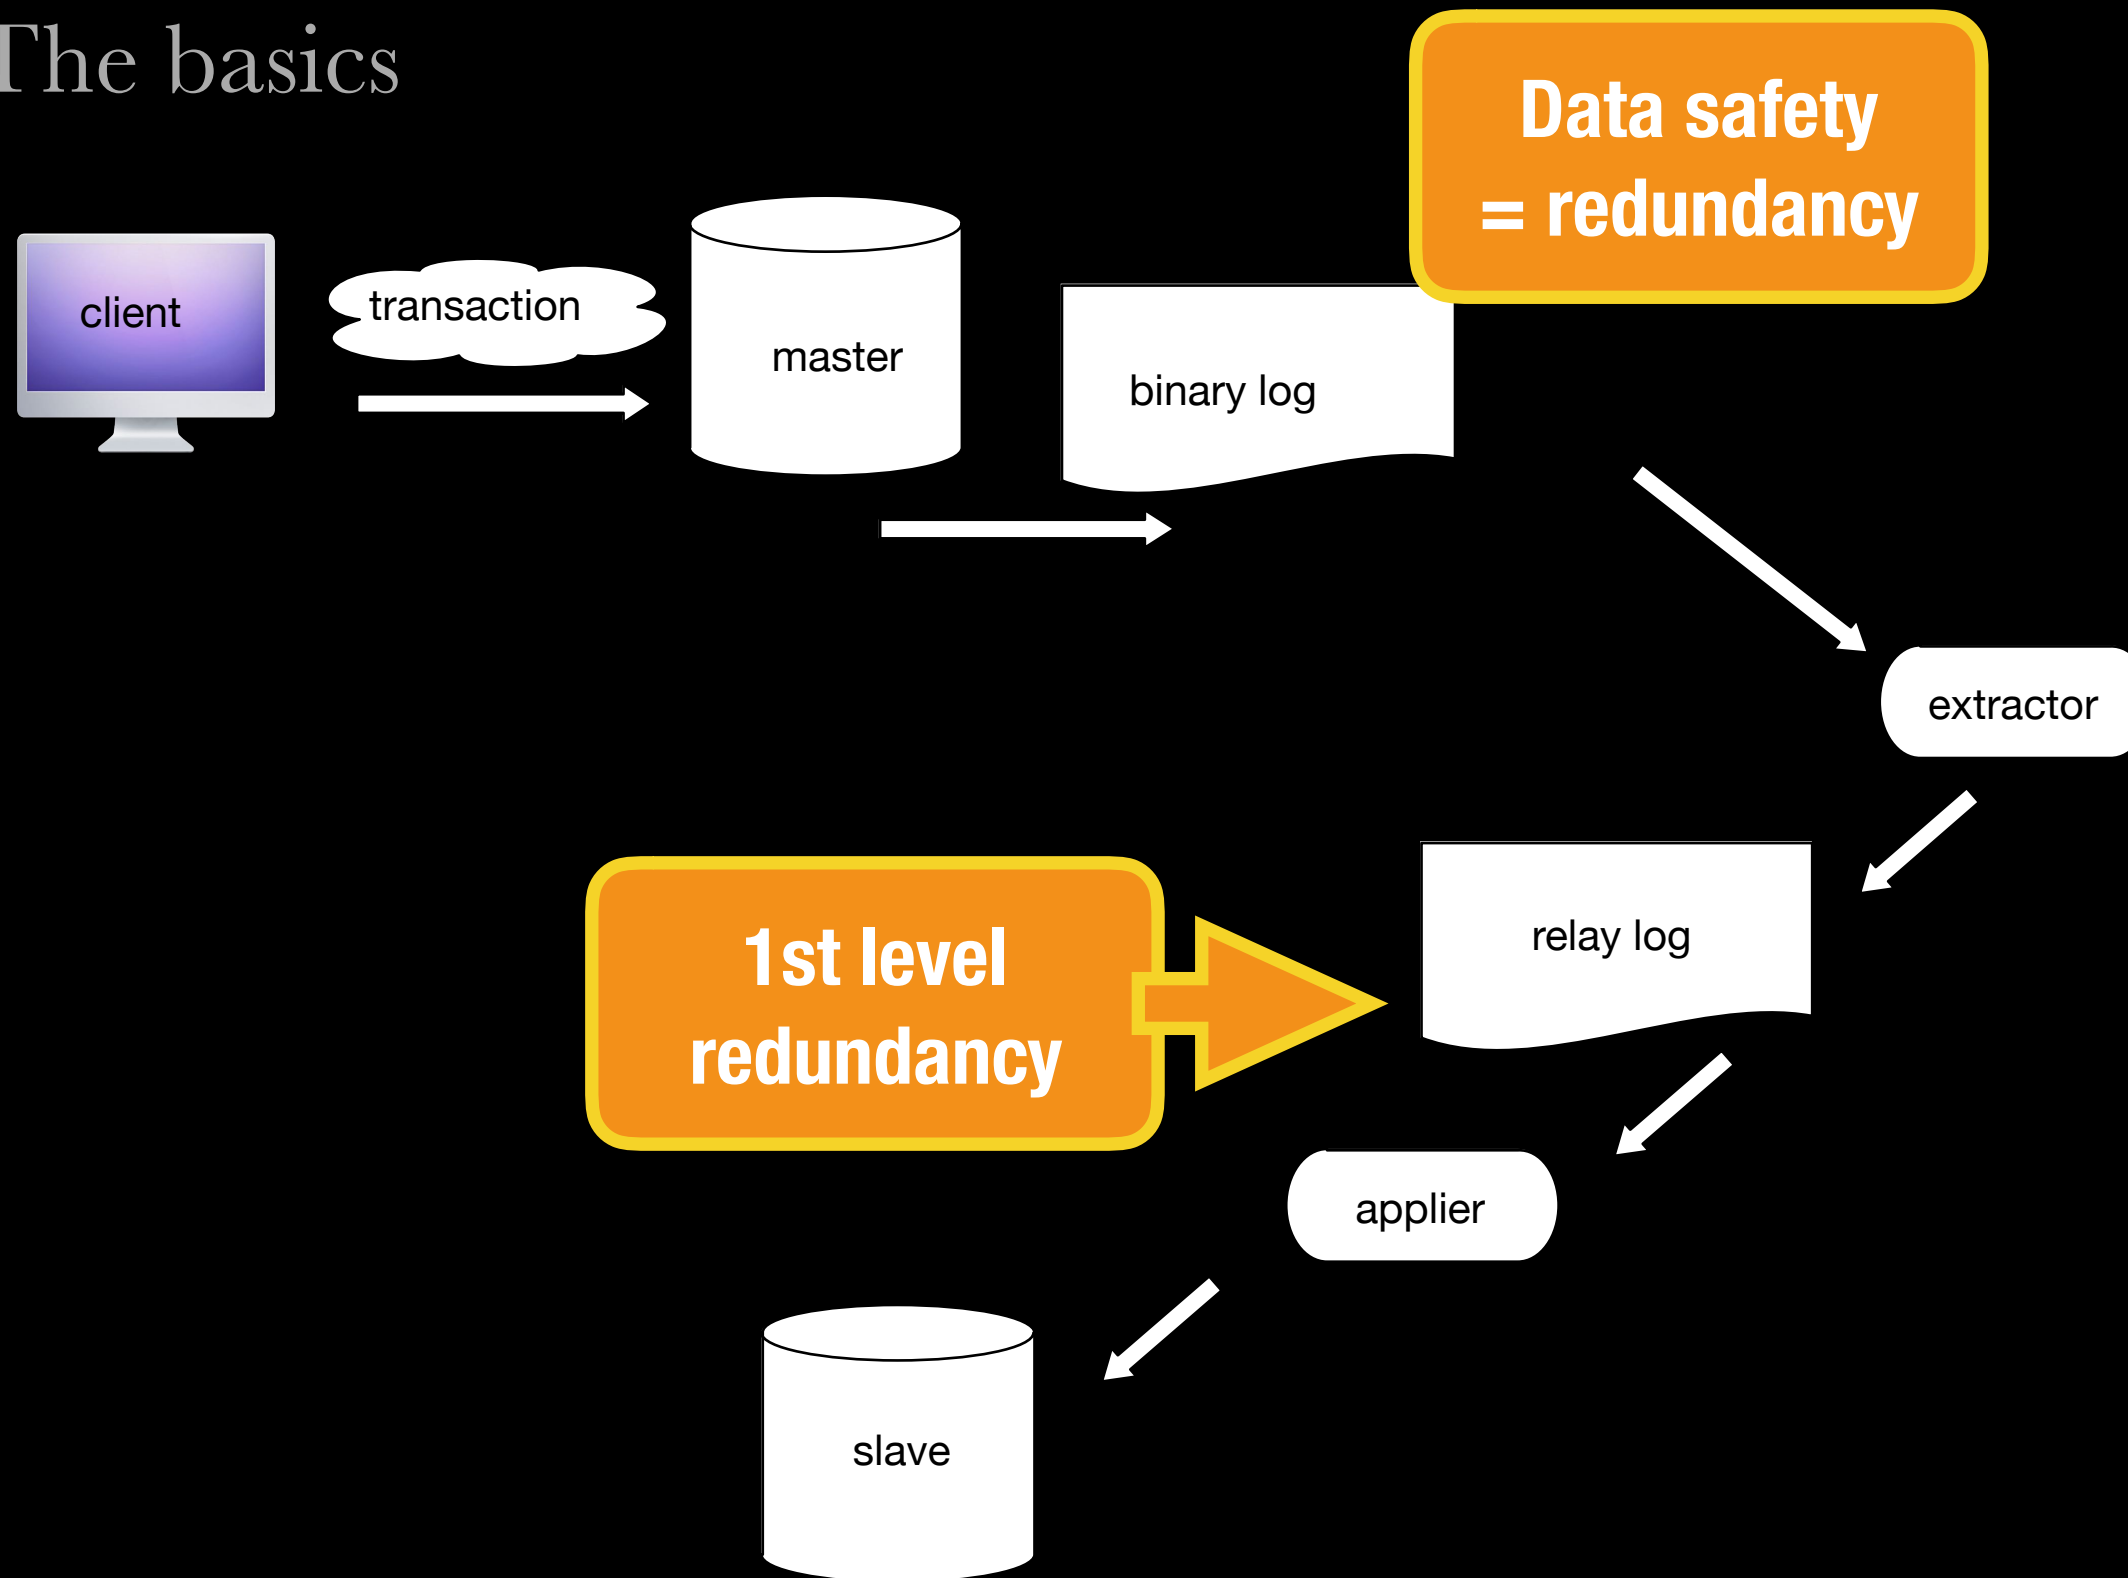 The basics
Data safety
= redundancy
client
transaction
master
binary log
extractor
1st level
redundancy
relay log
applier
slave